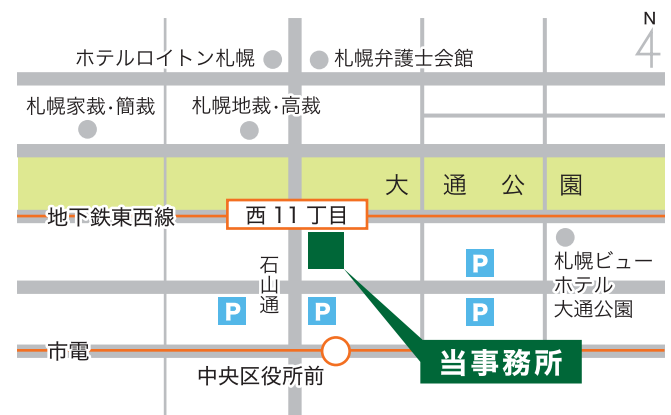 N
ホテルロイトン札幌
札幌弁護士会館
札幌家裁・簡裁
札幌地裁・高裁
大通公園
地下鉄東西線
西11丁目
石山通
P
札幌ビュー
ホテル
大通公園
P
P
P
市電
当事務所
中央区役所前